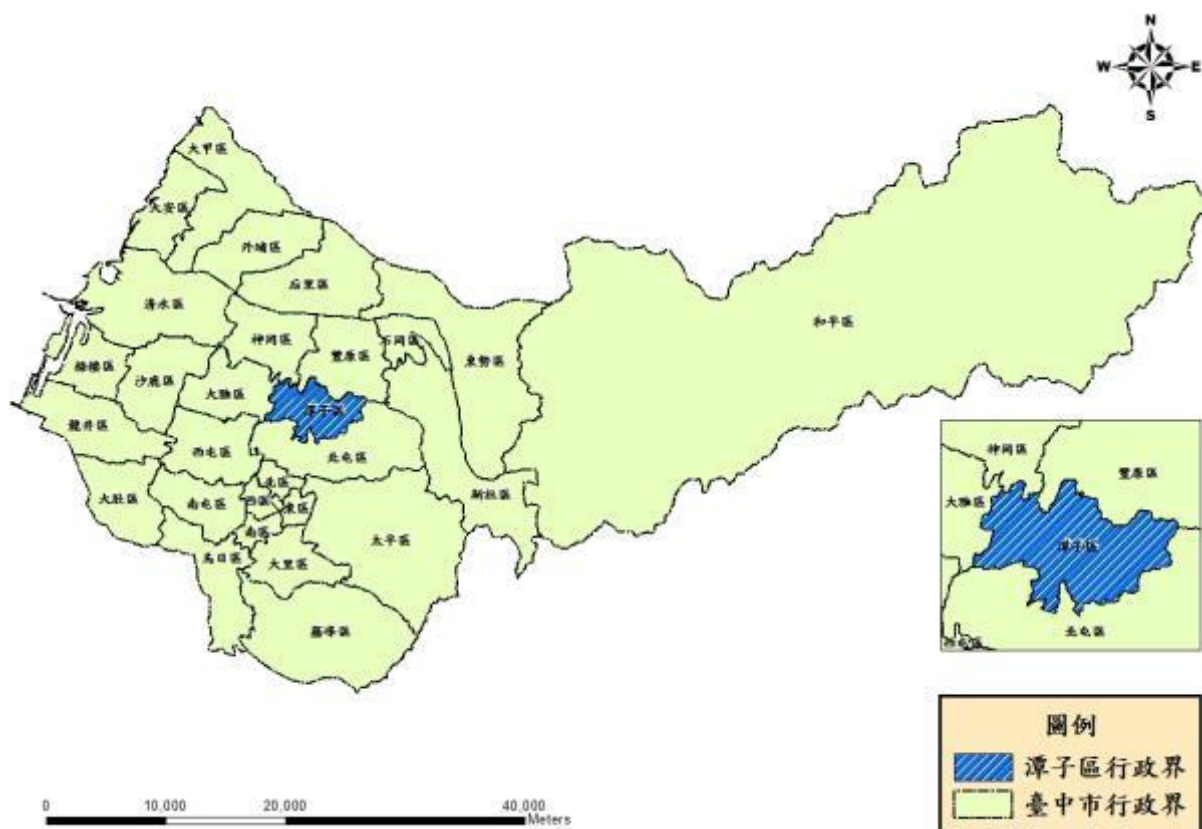 N
W E
S
大甲區
大安區
外埔區
后里區
清水區
神岡區
豐原區
石岡區
東勢區
和平區
梧棲區
沙鹿區
大雅區
潭子區
龍井區
西屯區
北屯區
大肚區
南屯區
北區
西區
東區
南區
新社區
太平區
烏日區
大里區
霧峰區
神岡區
豐原區
大雅區
潭子區
北屯區
西屯區
圖例
潭子區行政界
臺中市行政界
0 10,000 20,000 40,000
Meters